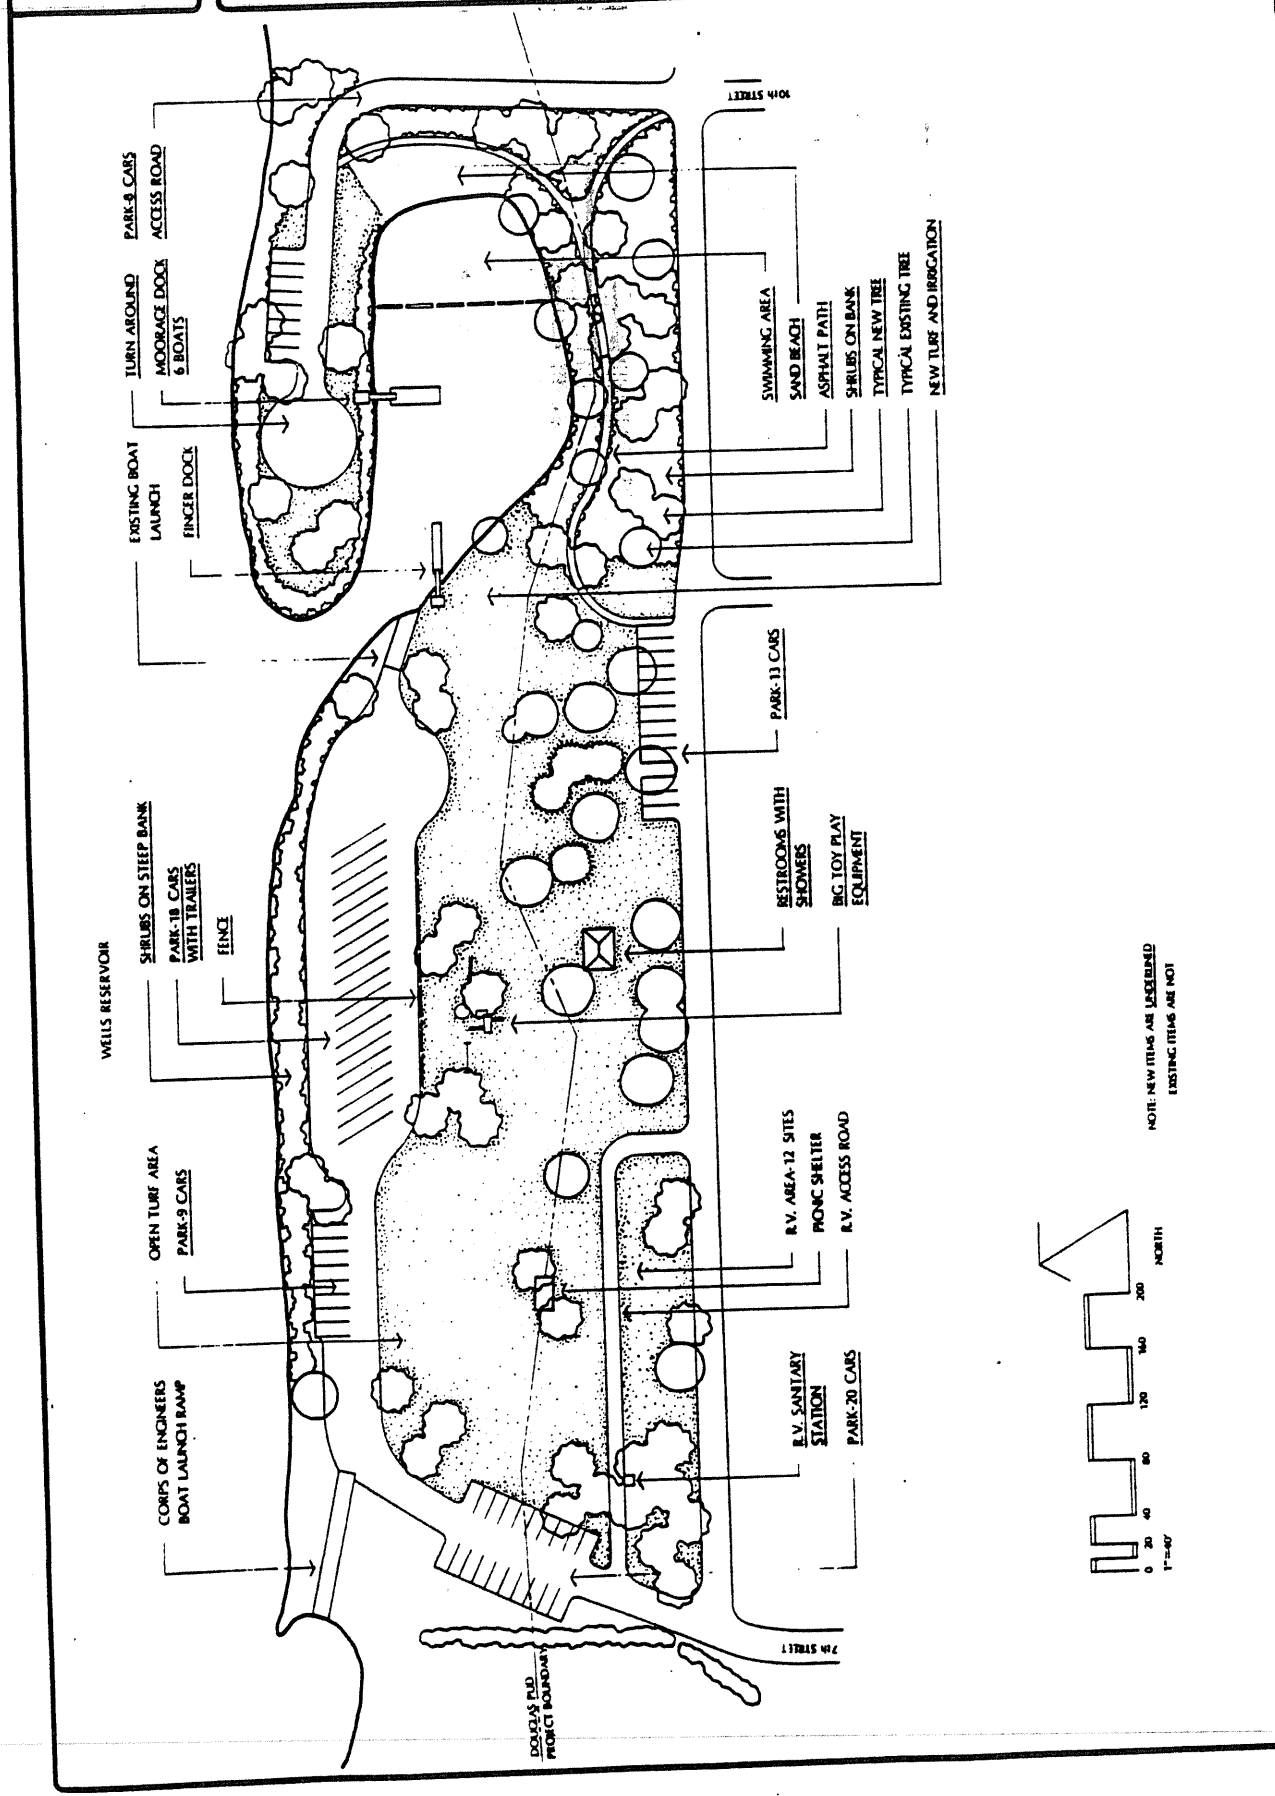 WELLS RESERVOIR
CORPS OF ENGINEERS
BOAT LAUNCH RAMP
OPEN TURF AREA
PARK-9 CARS
SHRUBS ON STEEP BANK
PARK-18 CARS
WITH TRAILERS
FENCE
EXISTING BOAT
LAUNCH
FINGER DOCK
TURN AROUND
MOORAGE DOCK
6 BOATS
PARK-8 CARS
ACCESS ROAD
10th STREET
SWIMMING AREA
SAND BEACH
ASPHALT PATH
SHRUBS ON BANK
TYPICAL NEW TREE
TYPICAL EXISTING TREE
NEW TURF AND IRRIGATION
PARK-13 CARS
RESTROOMS WITH
SHOWERS
BIG TOY PLAY
EQUIPMENT
R.V. AREA-12 SITES
PICNIC SHELTER
R.V. ACCESS ROAD
R.V. SANITARY
STATION
PARK-20 CARS
7th STREET
DOUGLAS PUD
PROJECT BOUNDARY
NOTE: NEW ITEMS ARE UNDERLINED
EXISTING ITEMS ARE NOT
0 20 40 80 120 160 200
1"=40'
NORTH